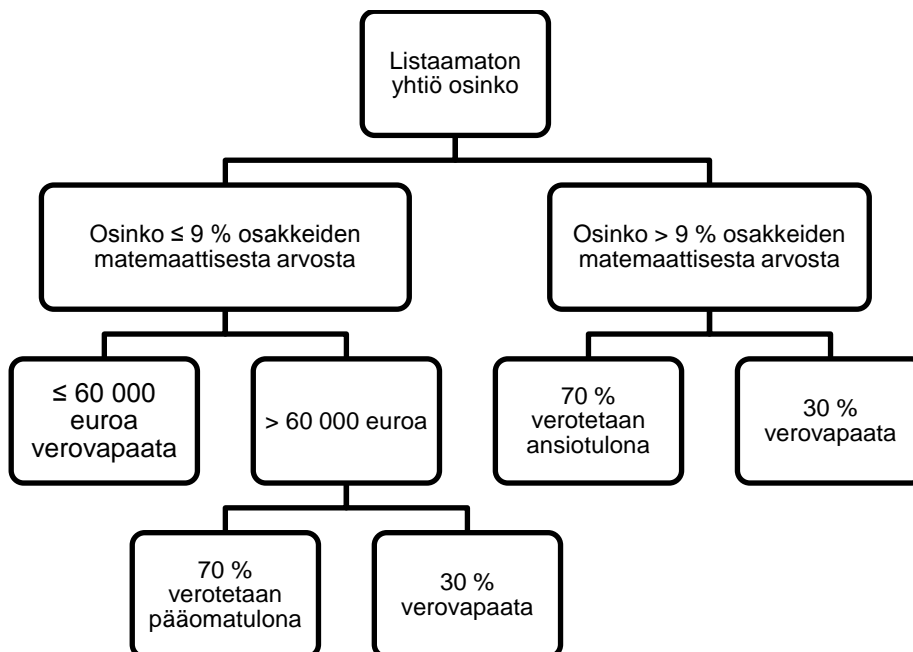 Listaamaton
yhtiö osinko
Osinko ≤ 9 % osakkeiden
matemaattisesta arvosta
Osinko > 9 % osakkeiden
matemaattisesta arvosta
≤ 60 000
euroa
verovapaata
> 60 000 euroa
70 %
verotetaan
ansiotulona
30 %
verovapaata
70 %
verotetaan
pääomatulona
30 %
verovapaata